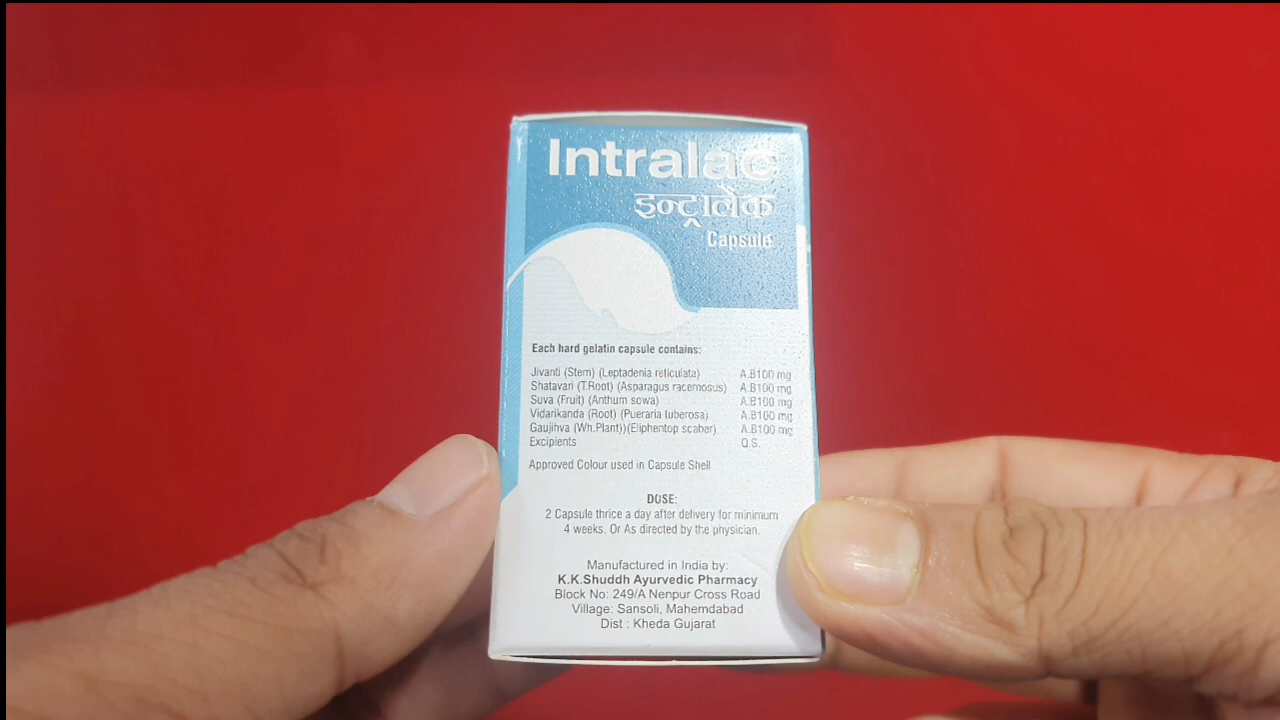 Intralac
इन्ट्रालेक
Capsule
Each hard gelatin capsule contains:
Jivanti (Stem) (Leptadenia reticulata) A.B100 mg
Shatavari (T.Root) (Asparagus racemosus) A.B100 mg
Suva (Fruit) (Anthum sowa) A.B100 mg
Vidarikanda (Root) (Pueraria tuberosa) A.B100 mg
Gaujihva (Wh.Plant))(Eliphentop scaber) A.B100 mg
Excipients Q.S.
Approved Colour used in Capsule Shell
DOSE:
2 Capsule thrice a day after delivery for minimum
4 weeks. Or As directed by the physician.
Manufactured in India by:
K.K.Shuddh Ayurvedic Pharmacy
Block No: 249/A Nenpur Cross Road
Village: Sansoli, Mahemdabad
Dist : Kheda Gujarat